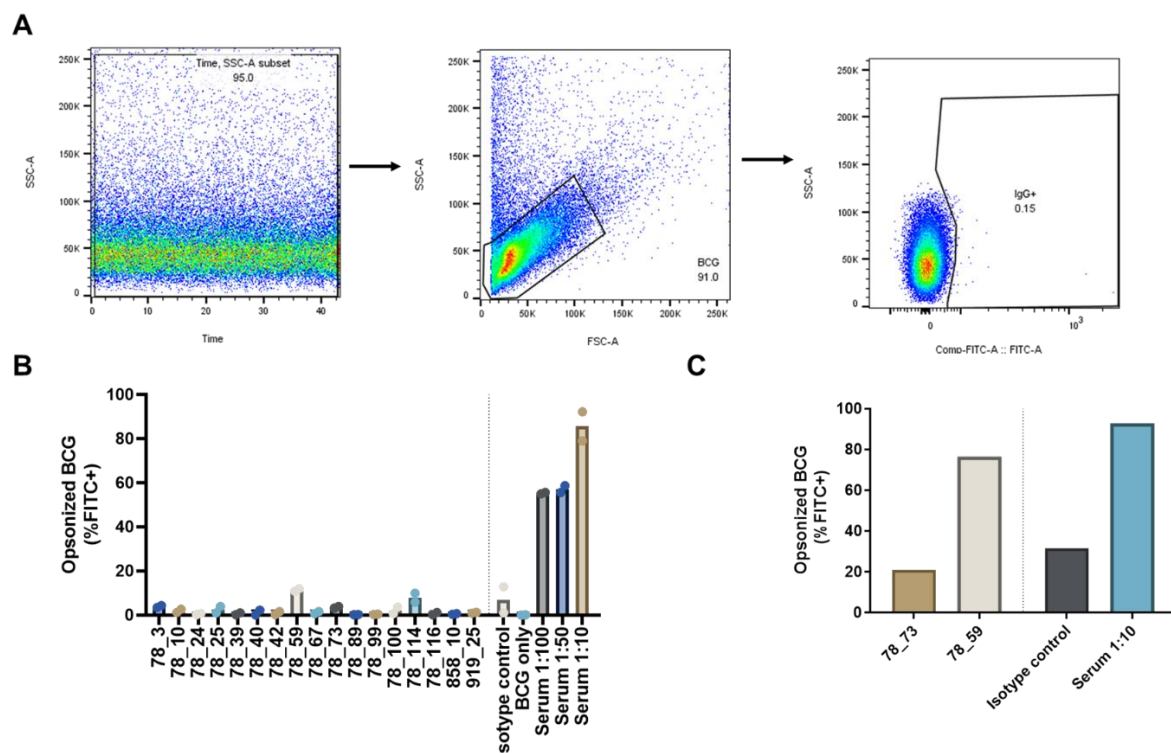 A
250K
200K
150K
100K
50K
0
SSC-A
Time, SSC-A subset
95.0
0
10
20
30
40
Time
250K
200K
150K
100K
50K
0
SSC-A
BCG
91.0
0
50K
100K
150K
200K
250K
FSC-A
250K
200K
150K
100K
50K
0
SSC-A
IgG+
0.15
0
10³
Comp-FITC-A :: FITC-A
B
Opsonized BCG
(%FITC+)
100
80
60
40
20
0
78_3
78_10
78_24
78_25
78_39
78_40
78_42
78_59
78_67
78_73
78_89
78_99
78_100
78_114
78_116
858_10
919_25
sotype control
BCG only
Serum 1:100
Serum 1:50
Serum 1:10
C
Opsonized BCG
(% FITC+)
100
80
60
40
20
0
78_73
78_59
Isotype control
Serum 1:10